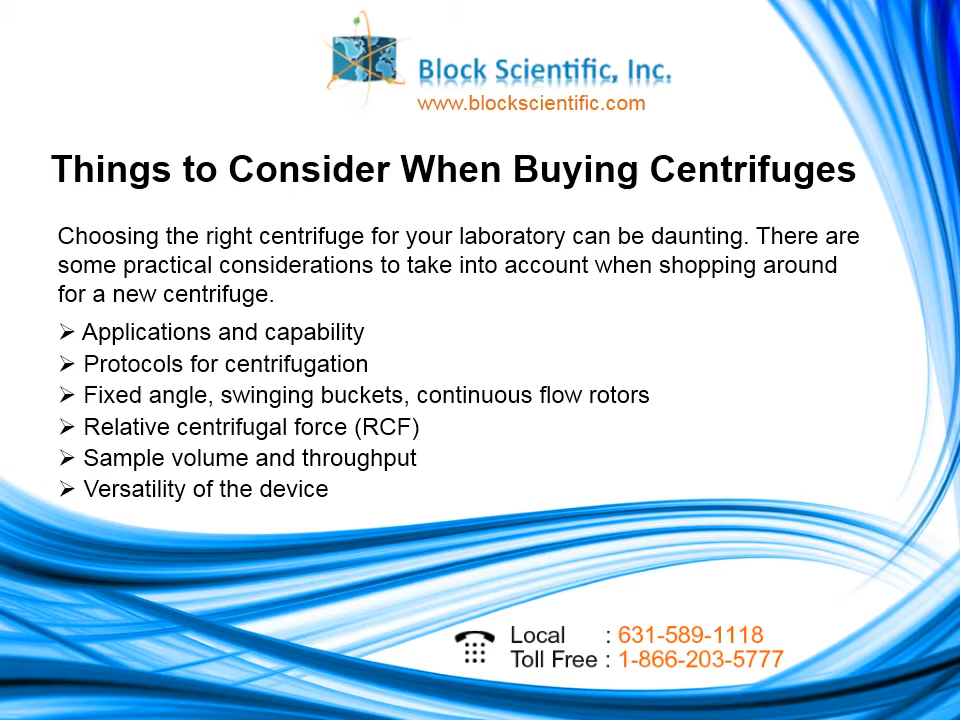 Block Scientific, Inc.
www.blockscientific.com
Things to Consider When Buying Centrifuges
Choosing the right centrifuge for your laboratory can be daunting. There are
some practical considerations to take into account when shopping around
for a new centrifuge.
➢ Applications and capability
➢ Protocols for centrifugation
➢ Fixed angle, swinging buckets, continuous flow rotors
➢ Relative centrifugal force (RCF)
➢ Sample volume and throughput
➢ Versatility of the device
Local : 631-589-1118
Toll Free : 1-866-203-5777